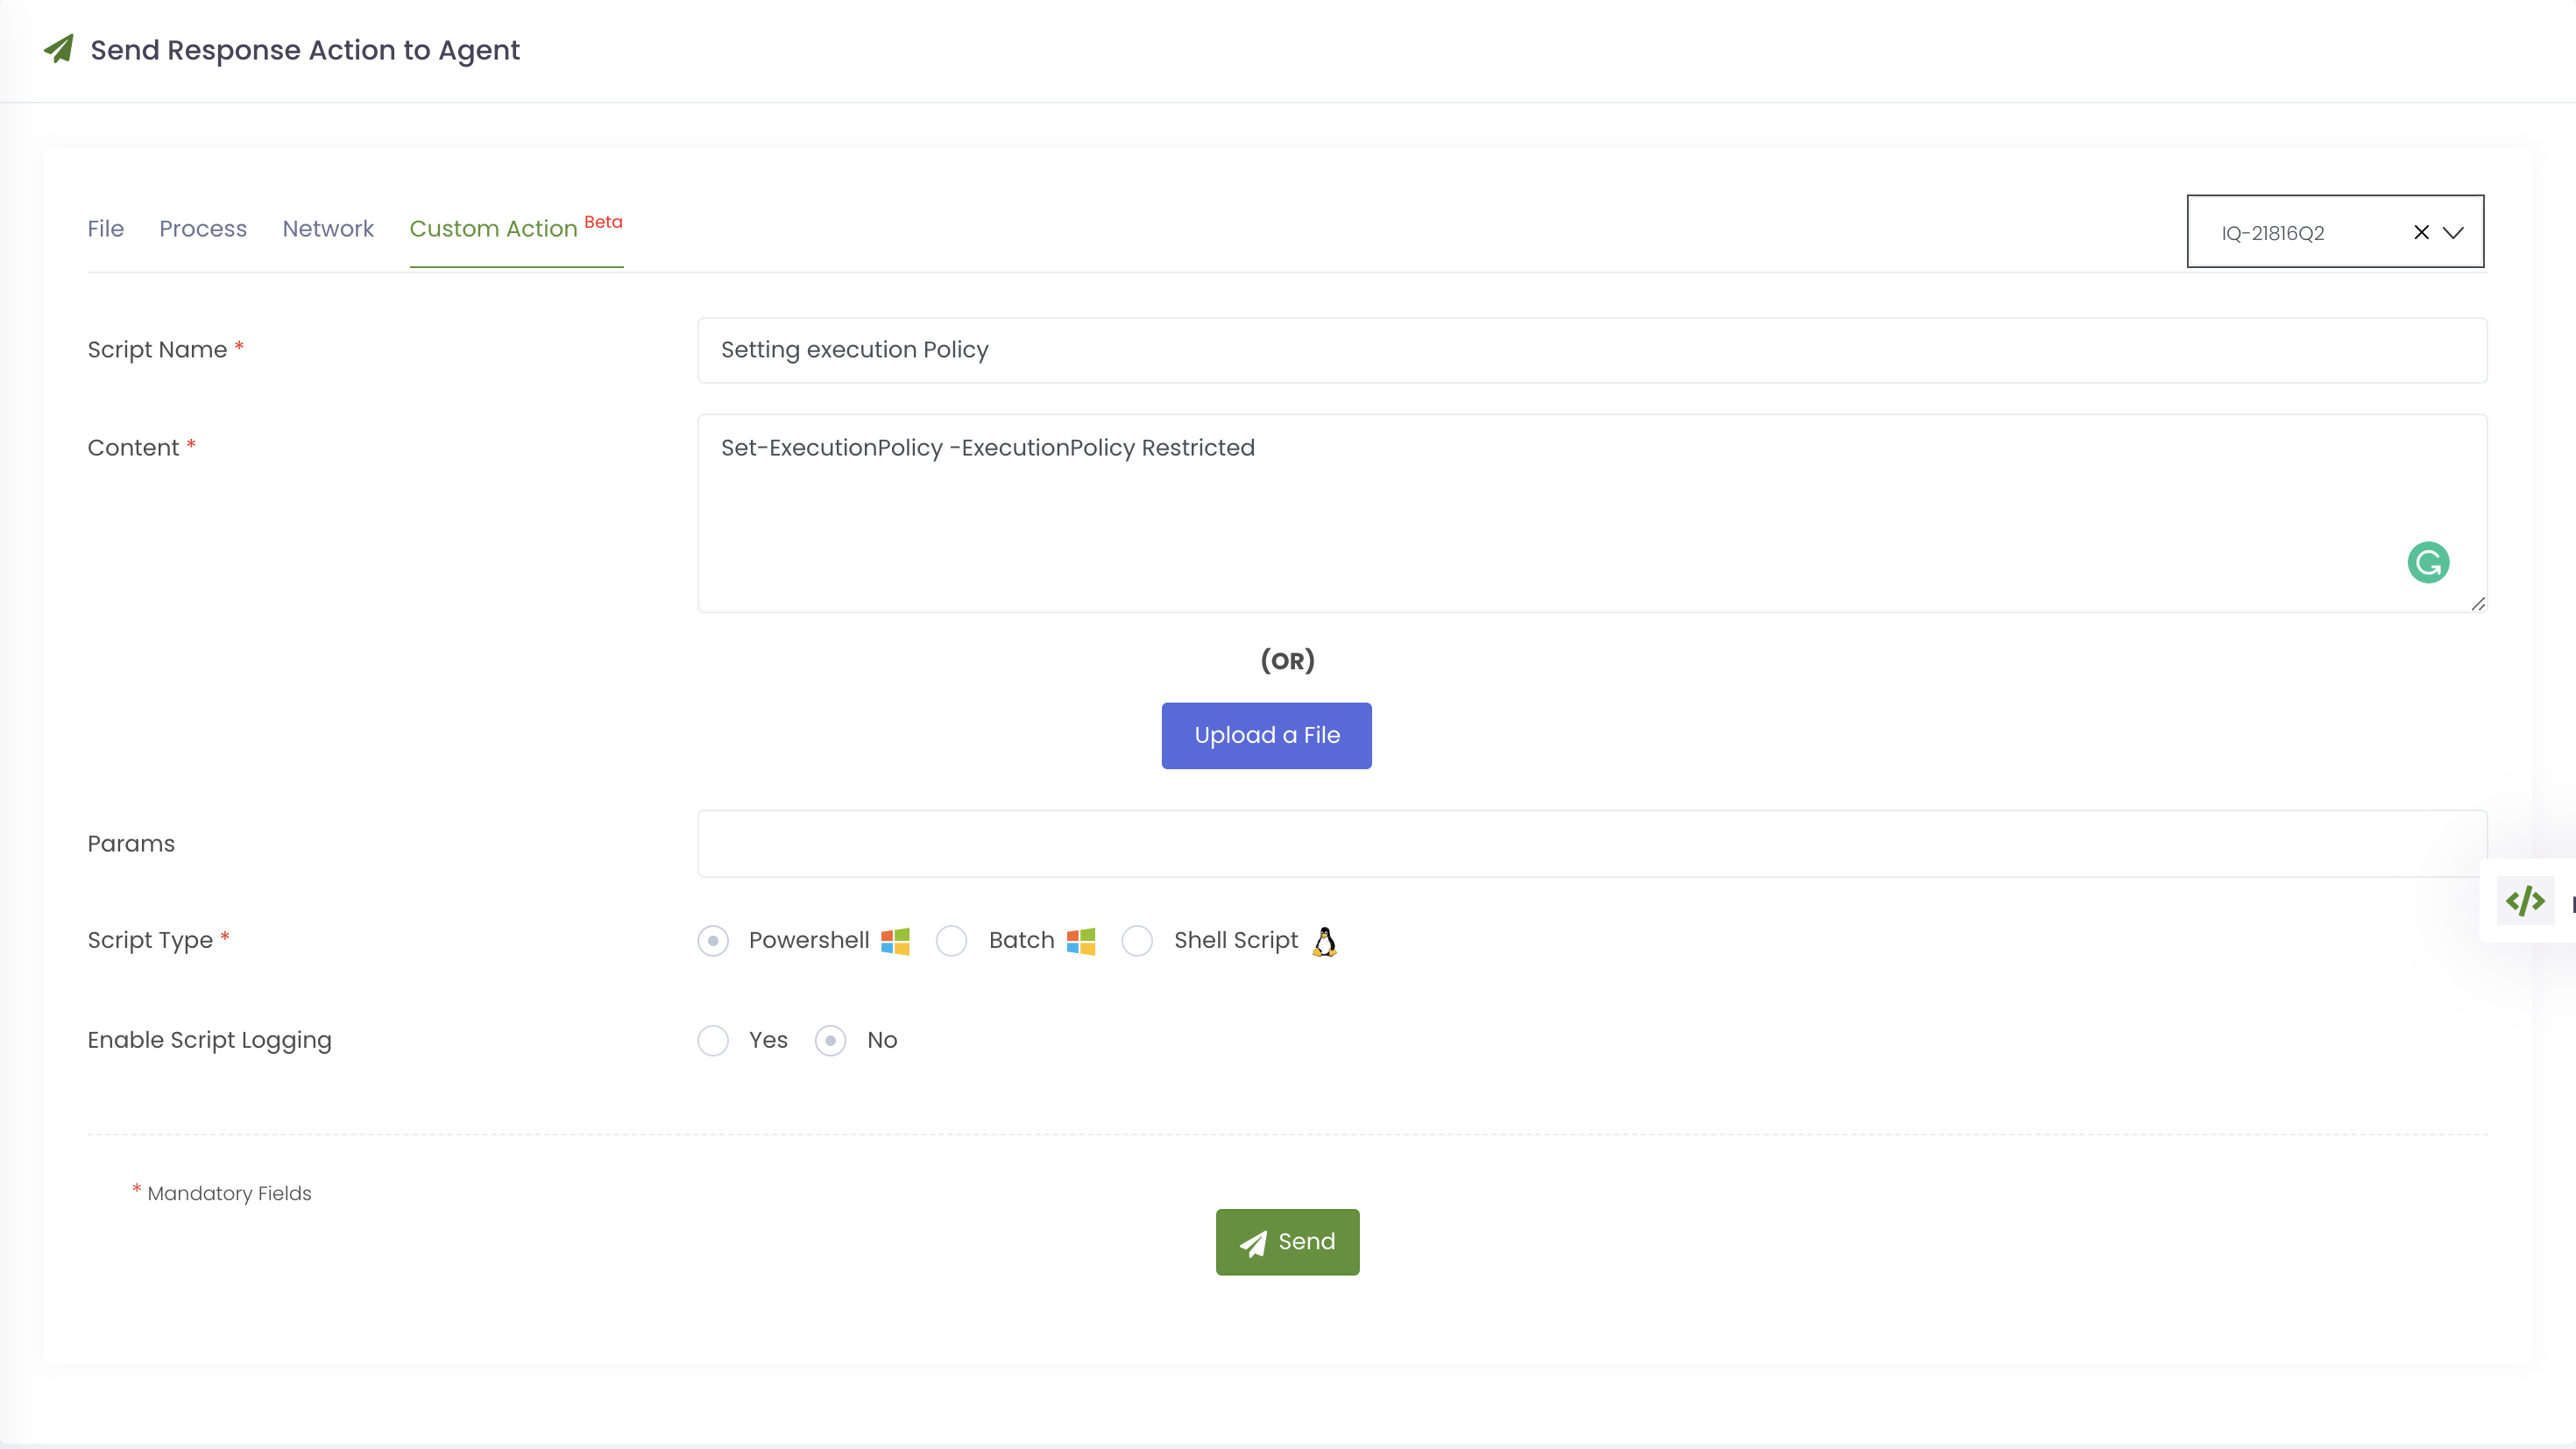 Send Response Action to Agent
File Process Network Custom Action Beta
IQ-21816Q2
Script Name *
Setting execution Policy
Content *
Set-ExecutionPolicy -ExecutionPolicy Restricted
(OR)
Upload a File
Params
Script Type *
Powershell Batch Shell Script
Enable Script Logging
Yes No
* Mandatory Fields
Send